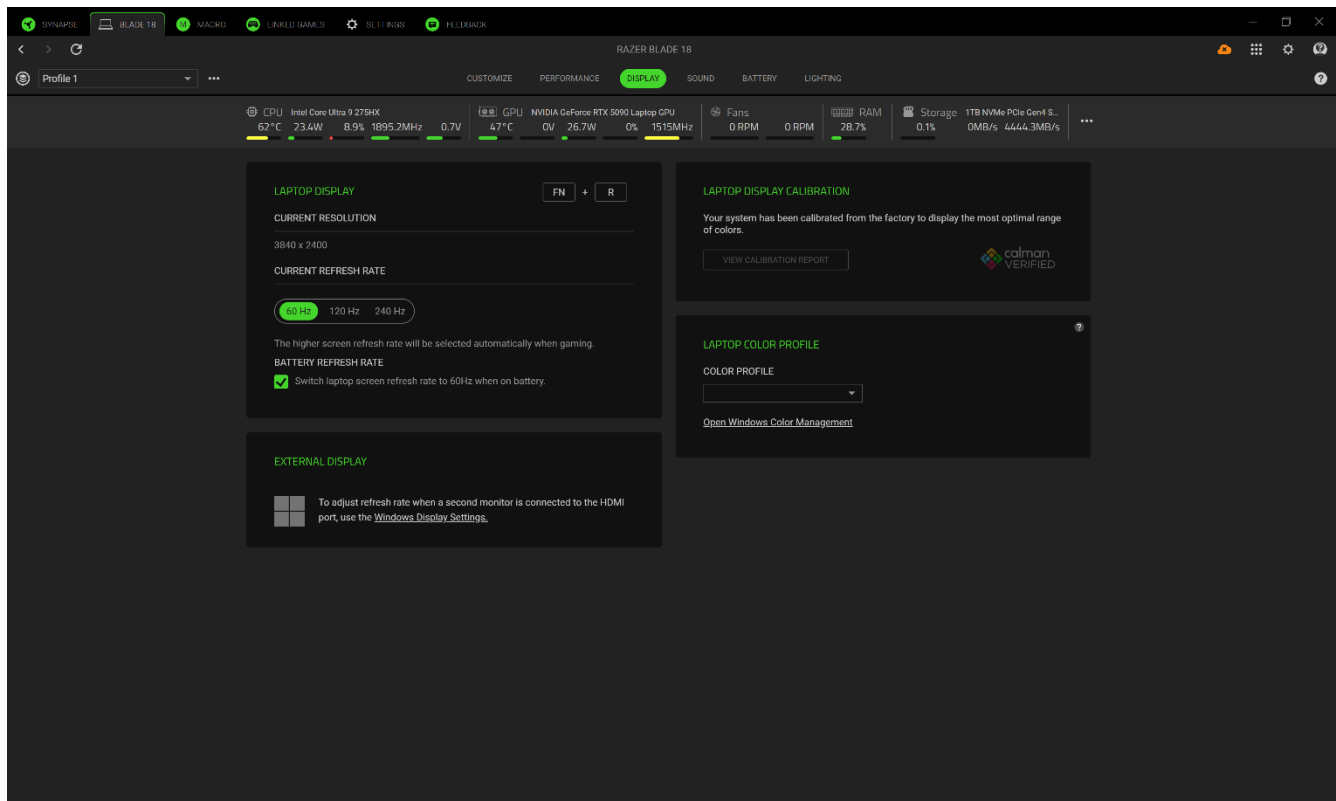 SYNAPSE BLADE 18 MACRO LINKED GAMES SETTINGS FEEDBACK
RAZER BLADE 18
Profile 1
CUSTOMIZE PERFORMANCE DISPLAY SOUND BATTERY LIGHTING
CPU Intel Core Ultra 9 275HX
62°C 23.4W 8.9% 1895.2MHz 0.7V
GPU NVIDIA GeForce RTX 5090 Laptop GPU
47°C 0V 26.7W 0% 1515MHz
Fans
0 RPM 0 RPM
RAM
28.7%
Storage 1TB NVMe PCIe Gen4 S...
0.1% 0MB/s 4444.3MB/s
LAPTOP DISPLAY FN + R
CURRENT RESOLUTION
3840 x 2400
CURRENT REFRESH RATE
60 Hz 120 Hz 240 Hz
The higher screen refresh rate will be selected automatically when gaming.
BATTERY REFRESH RATE
Switch laptop screen refresh rate to 60Hz when on battery.
EXTERNAL DISPLAY
To adjust refresh rate when a second monitor is connected to the HDMI
port, use the Windows Display Settings.
LAPTOP DISPLAY CALIBRATION
Your system has been calibrated from the factory to display the most optimal range
of colors.
VIEW CALIBRATION REPORT
calman
VERIFIED
LAPTOP COLOR PROFILE
COLOR PROFILE
Open Windows Color Management